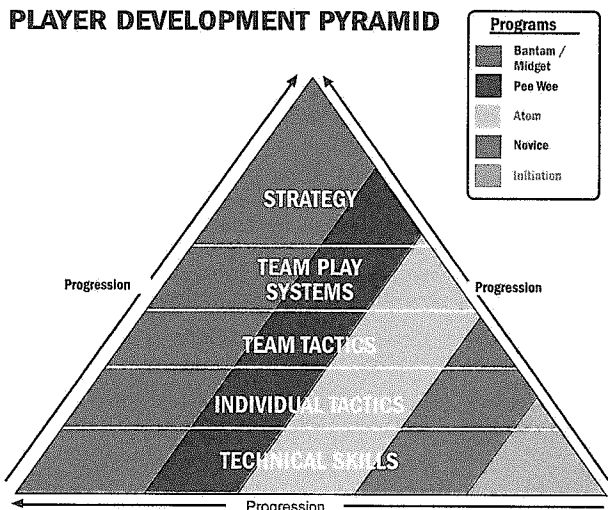 PLAYER DEVELOPMENT PYRAMID
Programs
Bantam /
Midget
Pee Wee
Atom
Novice
Initiation
STRATEGY
TEAM PLAY
SYSTEMS
Progression
Progression
TEAM TACTICS
INDIVIDUAL TACTICS
TECHNICAL SKILLS
Progression